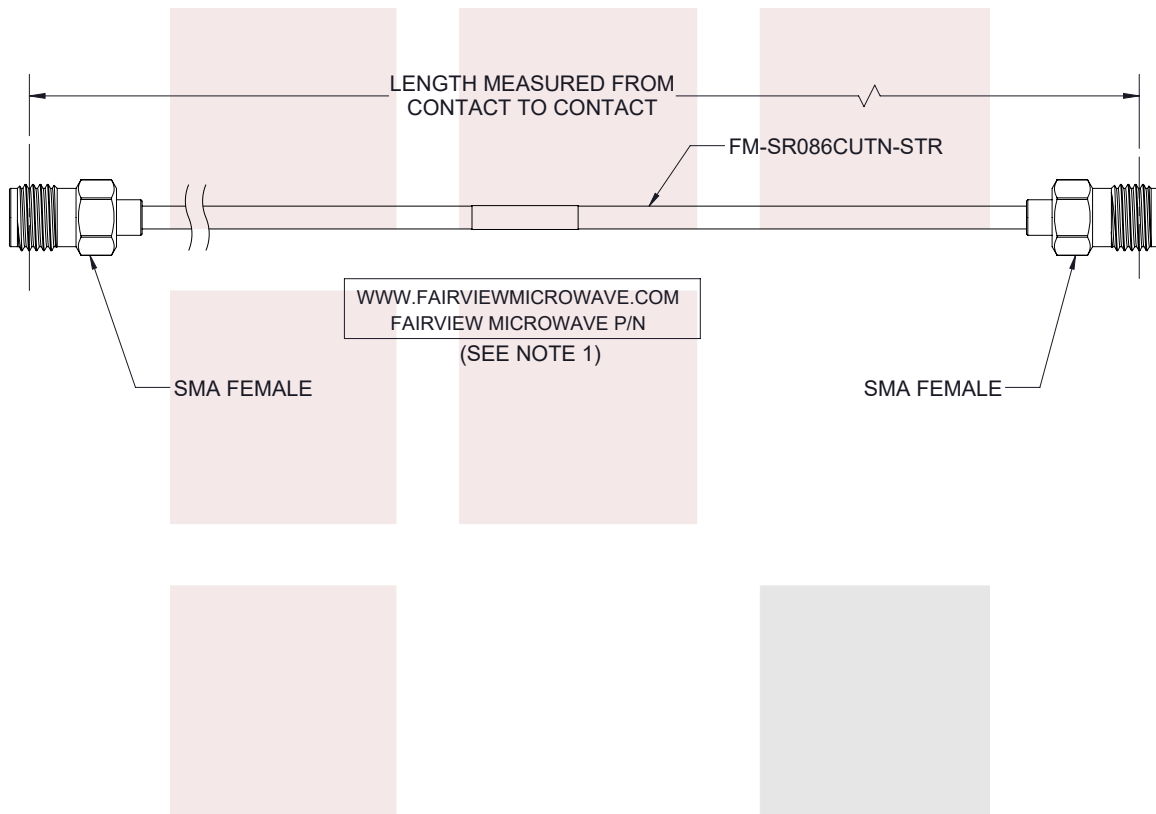 LENGTH MEASURED FROM
CONTACT TO CONTACT
FM-SR086CUTN-STR
WWW.FAIRVIEWMICROWAVE.COM
FAIRVIEW MICROWAVE P/N
(SEE NOTE 1)
SMA FEMALE
SMA FEMALE